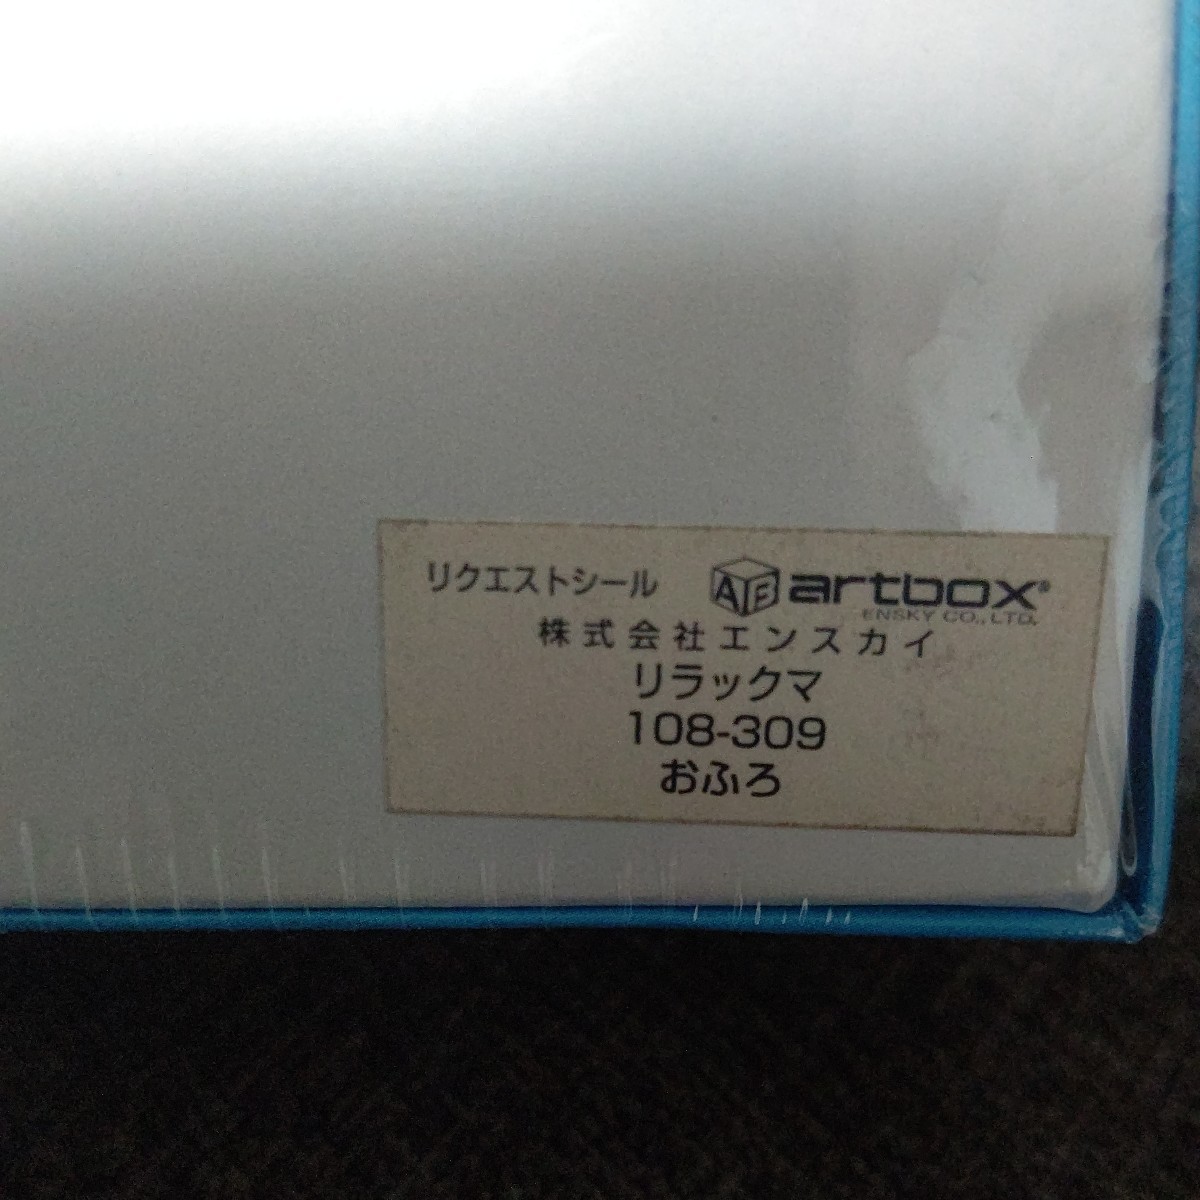 リクエストシール artbox®
ENSKY CO., LTD.
株式会社エンスカイ
リラックマ
108-309
おふろ